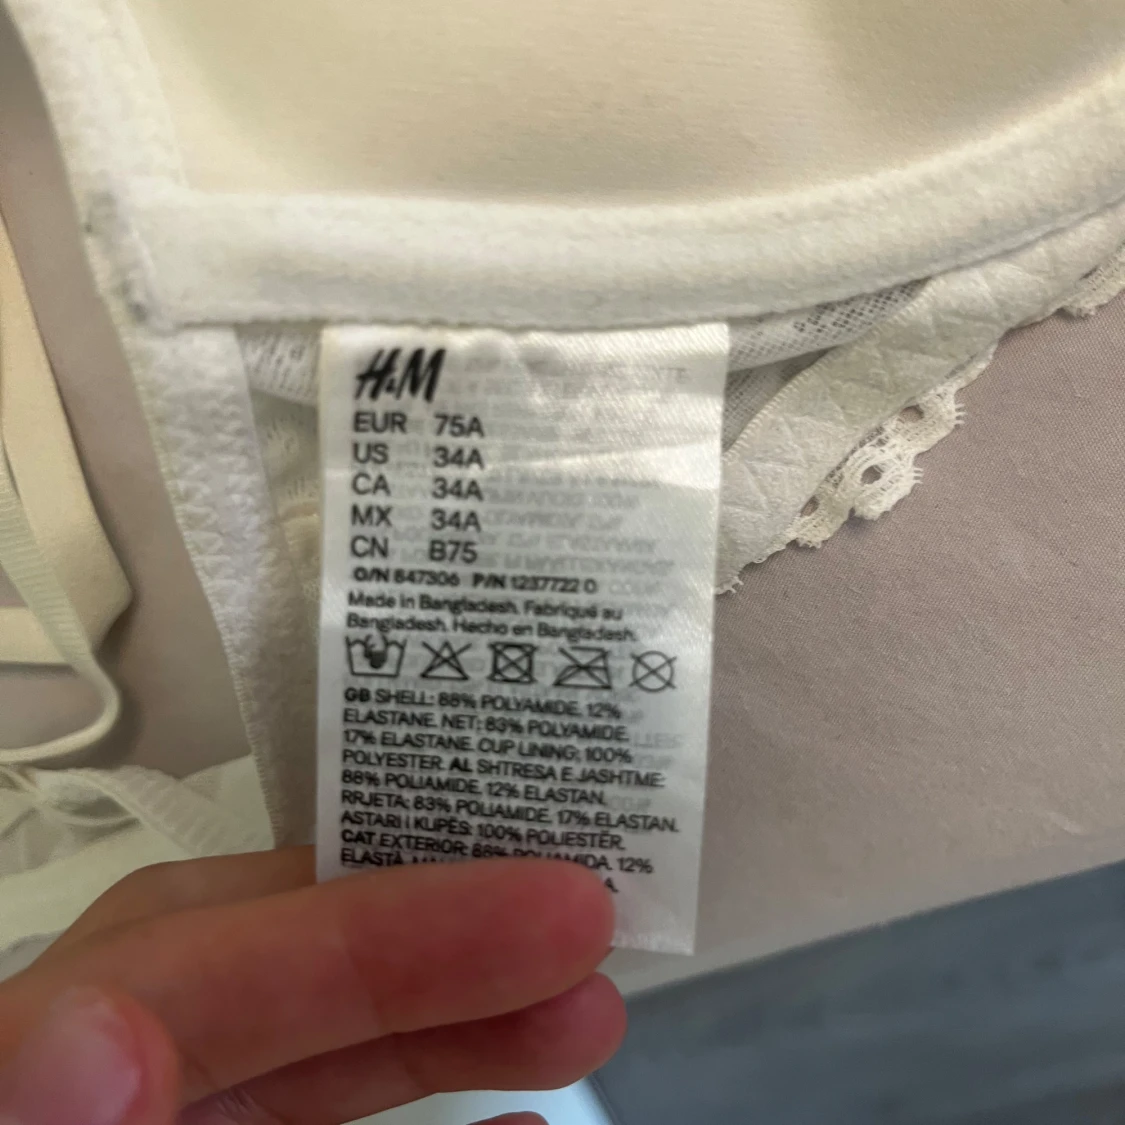 H&M
EUR 75A
US 34A
CA 34A
MX 34A
CN B75
O/N 847306 P/N 1237722 0
Made in Bangladesh. Fabriqué au
Bangladesh. Hecho en Bangladesh.
GB SHELL: 88% POLYAMIDE. 12%
ELASTANE. NET: 83% POLYAMIDE.
17% ELASTANE. CUP LINING: 100%
POLYESTER. AL SHTRESA E JASHTME:
88% POLIAMIDE. 12% ELASTAN.
RRJETA: 83% POLIAMIDE. 17% ELASTAN.
ASTARI I KUPËS: 100% POLIESTËR.
CAT EXTERIOR: 88% POLIAMIDA. 12%
ELASTÀ